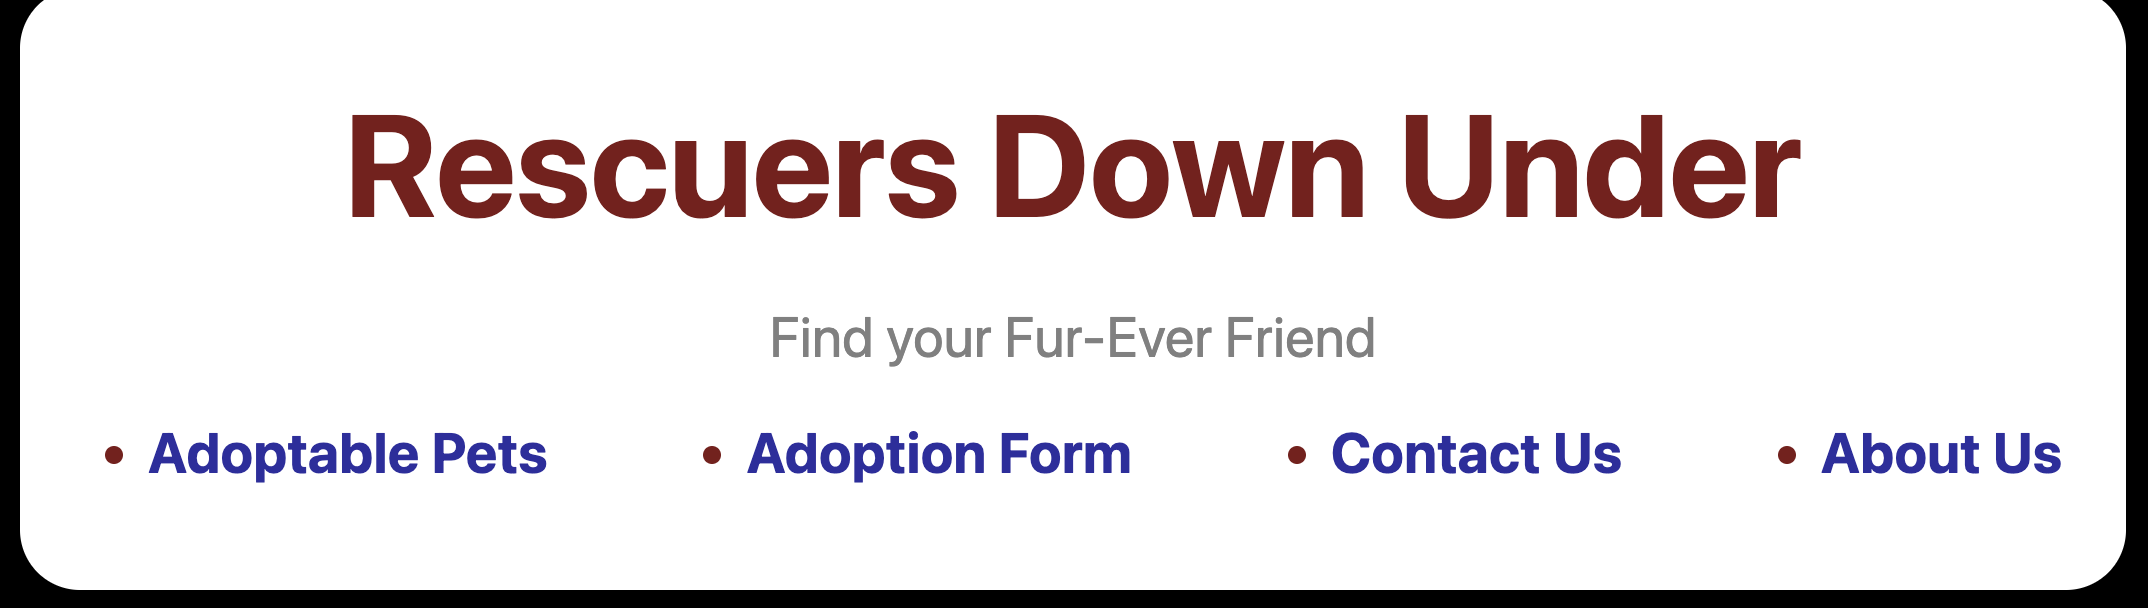 Rescuers Down Under
Find your Fur-Ever Friend
• Adoptable Pets • Adoption Form • Contact Us • About Us